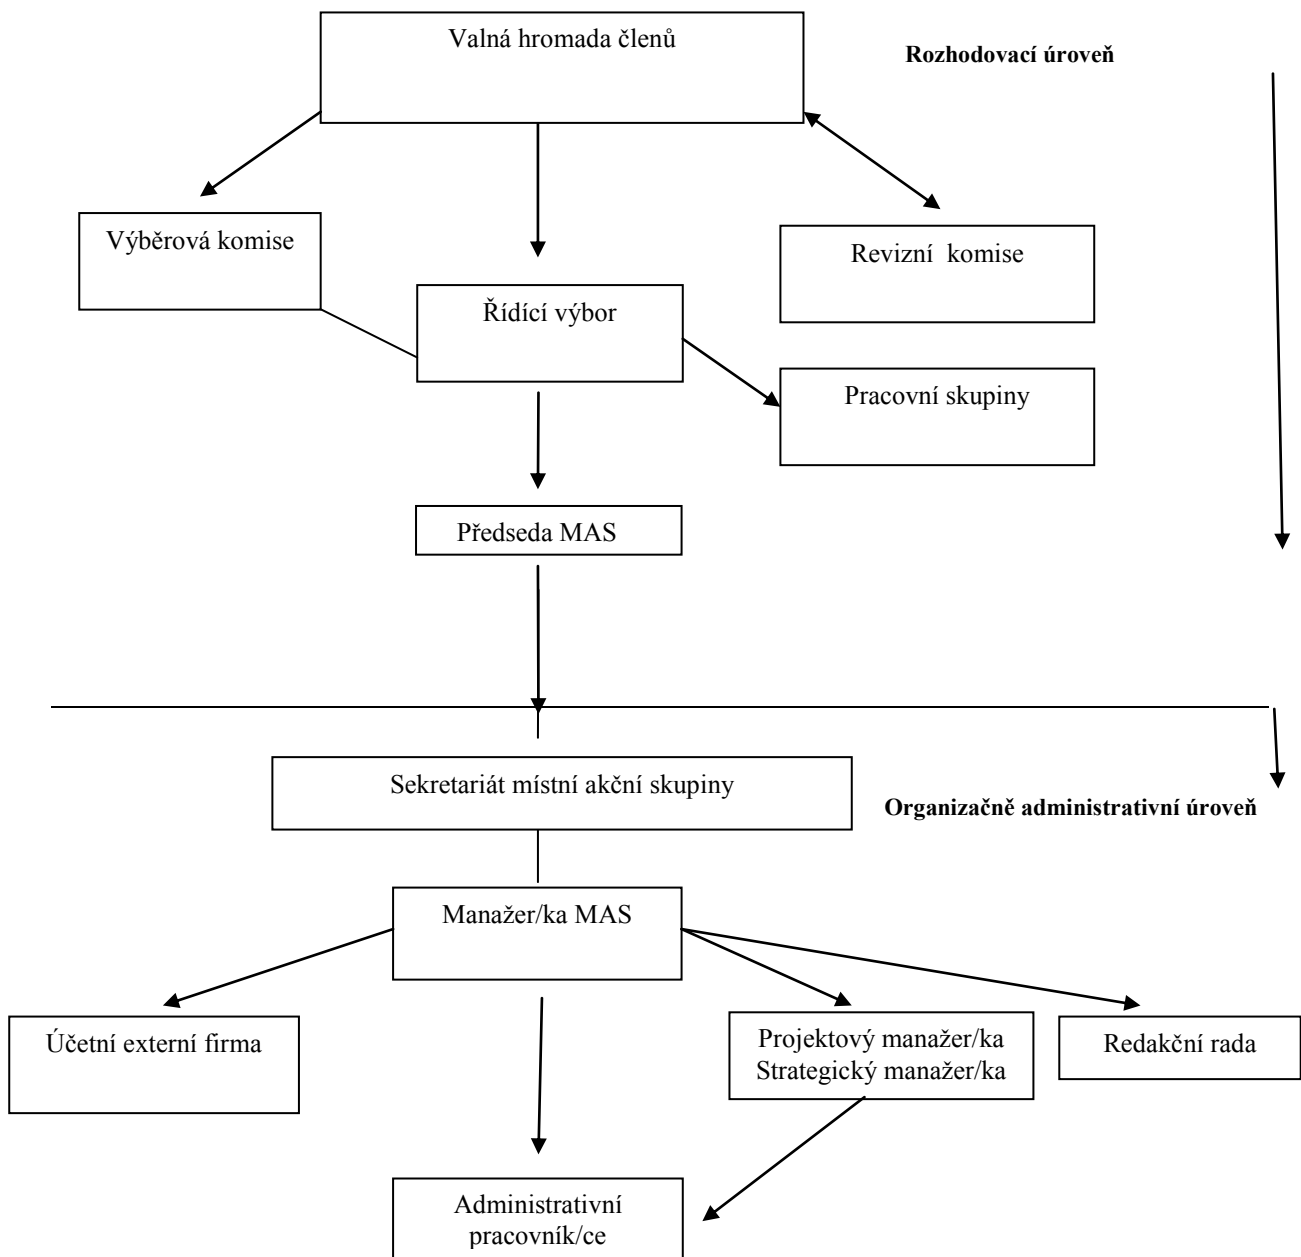 Valná hromada členů
Rozhodovací úroveň
Výběrová komise
Revizní  komise
Řídící výbor
Pracovní skupiny
Předseda MAS
Sekretariát místní akční skupiny
Organizačně administrativní úroveň
Manažer/ka MAS
Účetní externí firma
Projektový manažer/ka
Strategický manažer/ka
Redakční rada
Administrativní
pracovník/ce